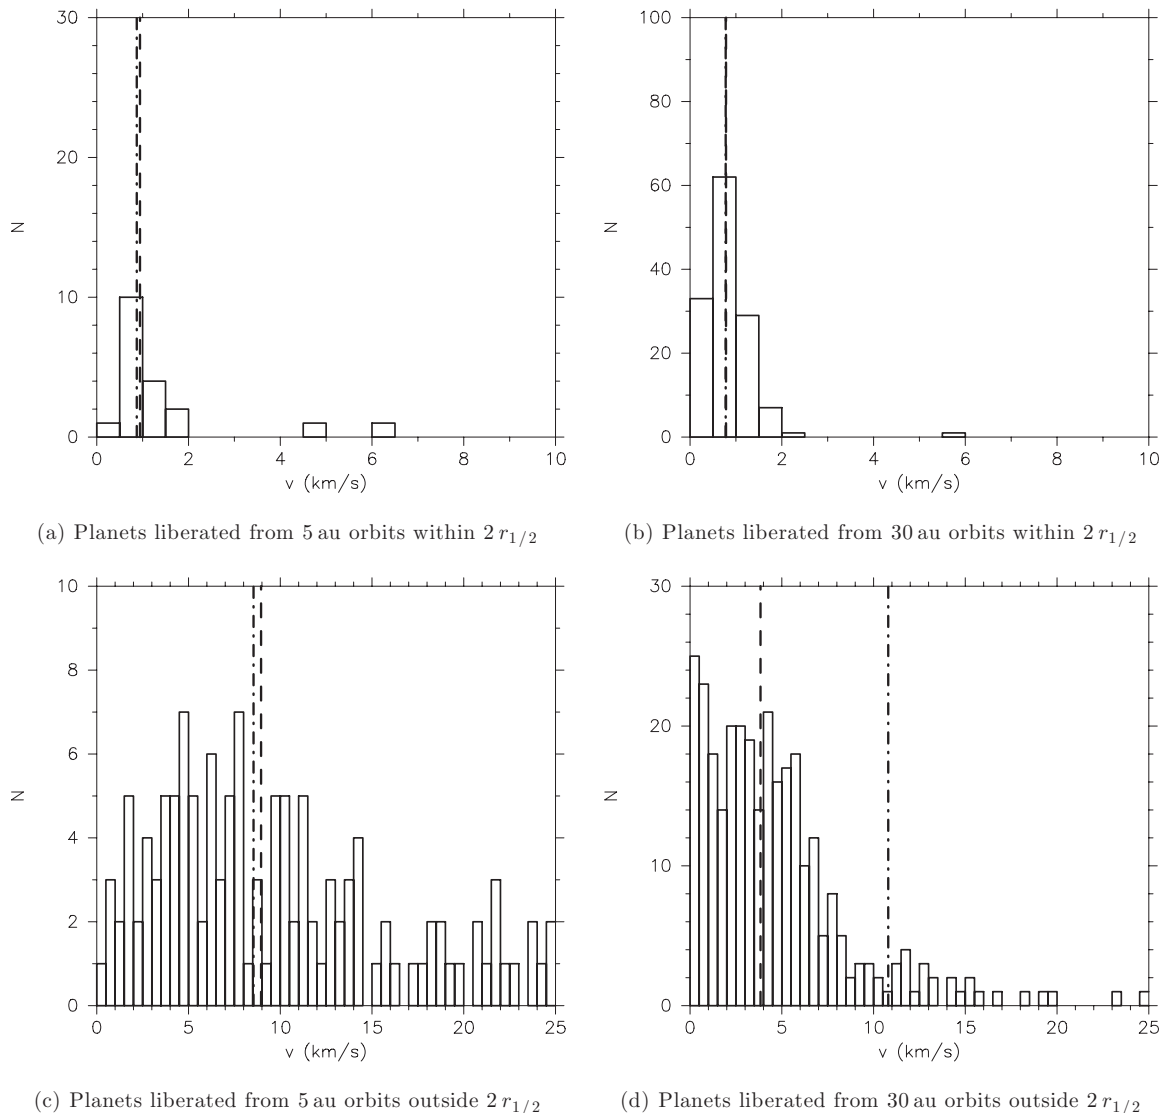 30
20
10
0
N
0 2 4 6 8 10
v (km/s)
(a) Planets liberated from 5 au orbits within 2 r1/2
100
80
60
40
20
0
N
0 2 4 6 8 10
v (km/s)
(b) Planets liberated from 30 au orbits within 2 r1/2
10
8
6
4
2
0
N
0 5 10 15 20 25
v (km/s)
(c) Planets liberated from 5 au orbits outside 2 r1/2
30
20
10
0
N
0 5 10 15 20 25
v (km/s)
(d) Planets liberated from 30 au orbits outside 2 r1/2